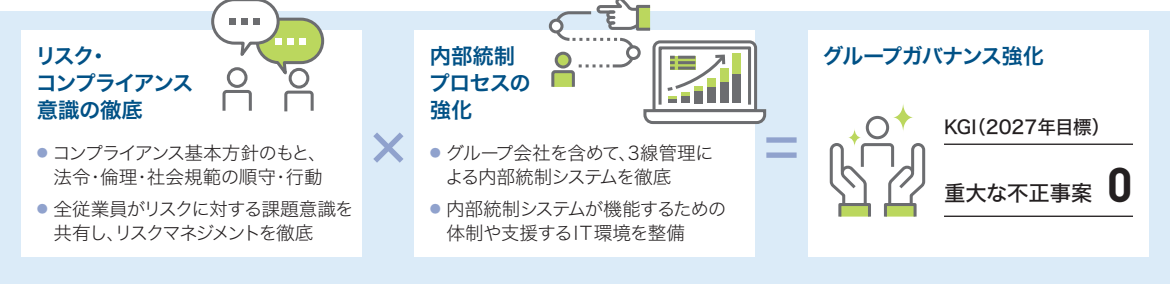 リスク・
コンプライアンス
意識の徹底
● コンプライアンス基本方針のもと、
法令・倫理・社会規範の順守・行動
● 全従業員がリスクに対する課題意識を
共有し、リスクマネジメントを徹底
×
内部統制
プロセスの
強化
● グループ会社を含めて、3線管理に
よる内部統制システムを徹底
● 内部統制システムが機能するための
体制や支援するIT環境を整備
=
グループガバナンス強化
KGI(2027年目標)
重大な不正事案 0